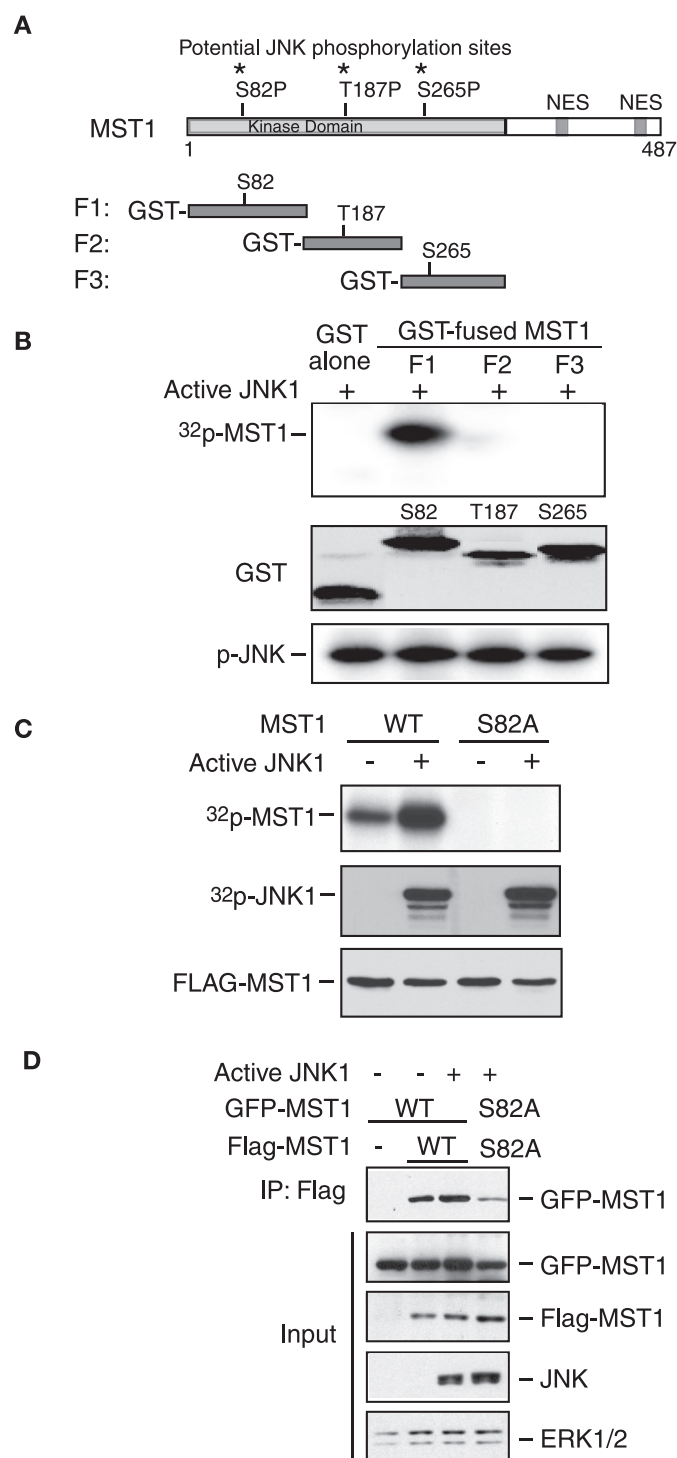 A
Potential JNK phosphorylation sites
* * *
S82P T187P S265P
NES NES
MST1 Kinase Domain
1 487
S82
F1: GST-
T187
F2: GST-
S265
F3: GST-
B
GST alone GST-fused MST1
F1 F2 F3
Active JNK1 + + + +
32p-MST1 –
S82 T187 S265
GST
p-JNK –
C
MST1 WT S82A
Active JNK1 - + - +
32p-MST1 –
32p-JNK1 –
FLAG-MST1 –
D
Active JNK1 - - + +
GFP-MST1 WT S82A
Flag-MST1 - WT S82A
IP: Flag – GFP-MST1
– GFP-MST1
– Flag-MST1
Input
– JNK
– ERK1/2